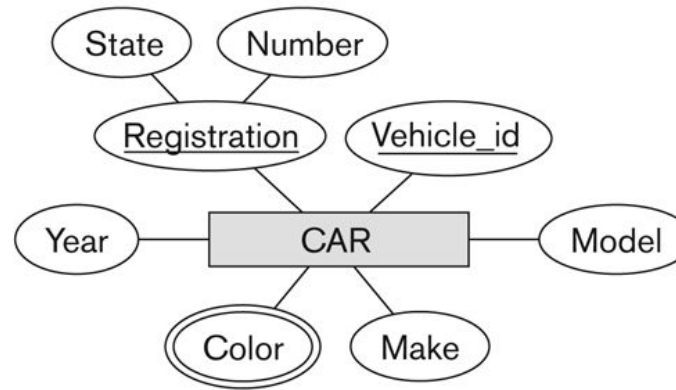 State
Number
Registration
Vehicle_id
Year
CAR
Model
Color
Make